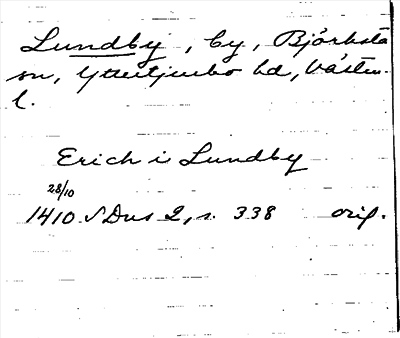 Lundby, by, Björksta
sn, Yttertjurbo hd, Västm.
l.
Erich i Lundby
28/10
1410 SDns 2, s. 338 orig.